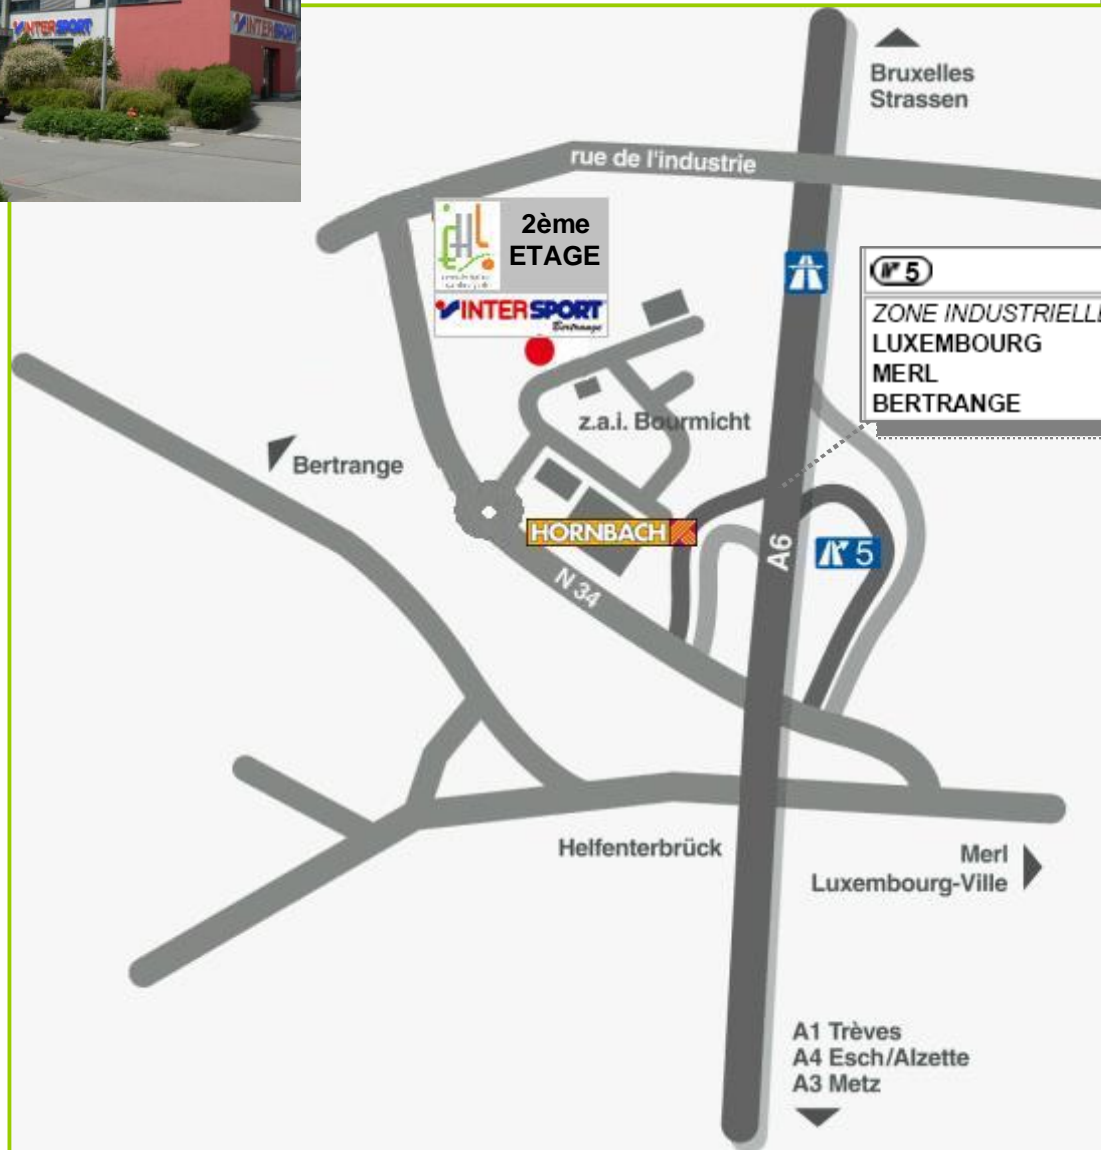 INTERSPORT
INTERSPORT
Bruxelles
Strassen
rue de l'industrie
2ème
ETAGE
INTERSPORT
Bertrange
5
ZONE INDUSTRIELLE
LUXEMBOURG
MERL
BERTRANGE
z.a.i. Bourmicht
Bertrange
HORNBACH
A6
5
N 34
Helfenterbrück
Merl
Luxembourg-Ville
A1 Trèves
A4 Esch/Alzette
A3 Metz